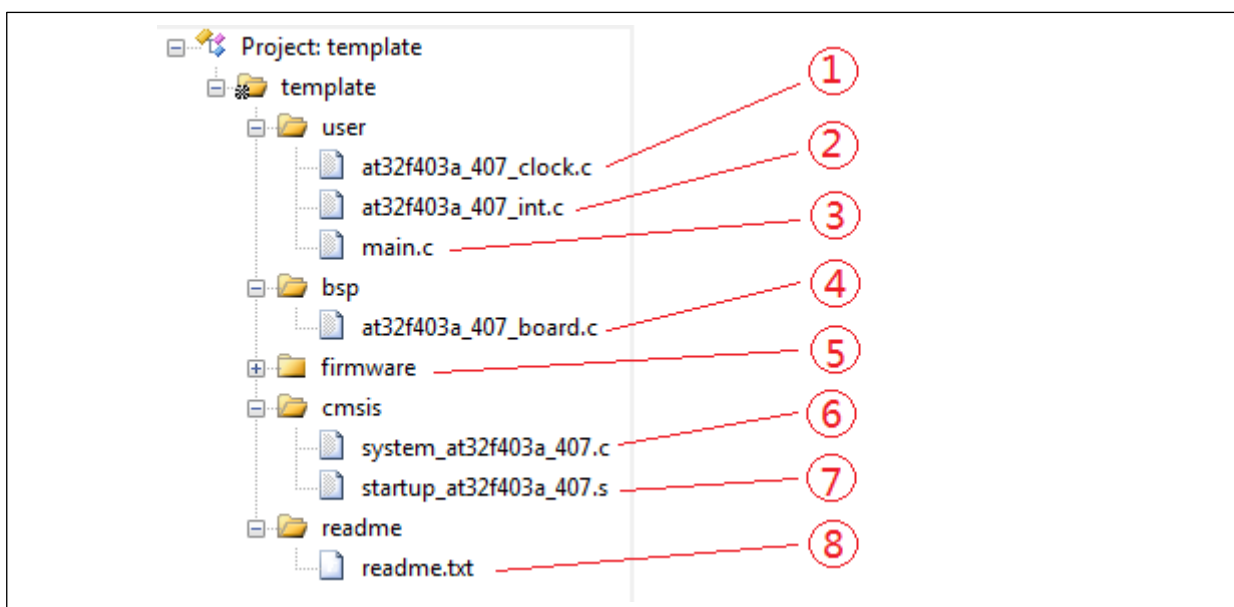 Project: template
template
user
at32f403a_407_clock.c ①
at32f403a_407_int.c ②
main.c ③
bsp
at32f403a_407_board.c ④
firmware ⑤
cmsis
system_at32f403a_407.c ⑥
startup_at32f403a_407.s ⑦
readme
readme.txt ⑧